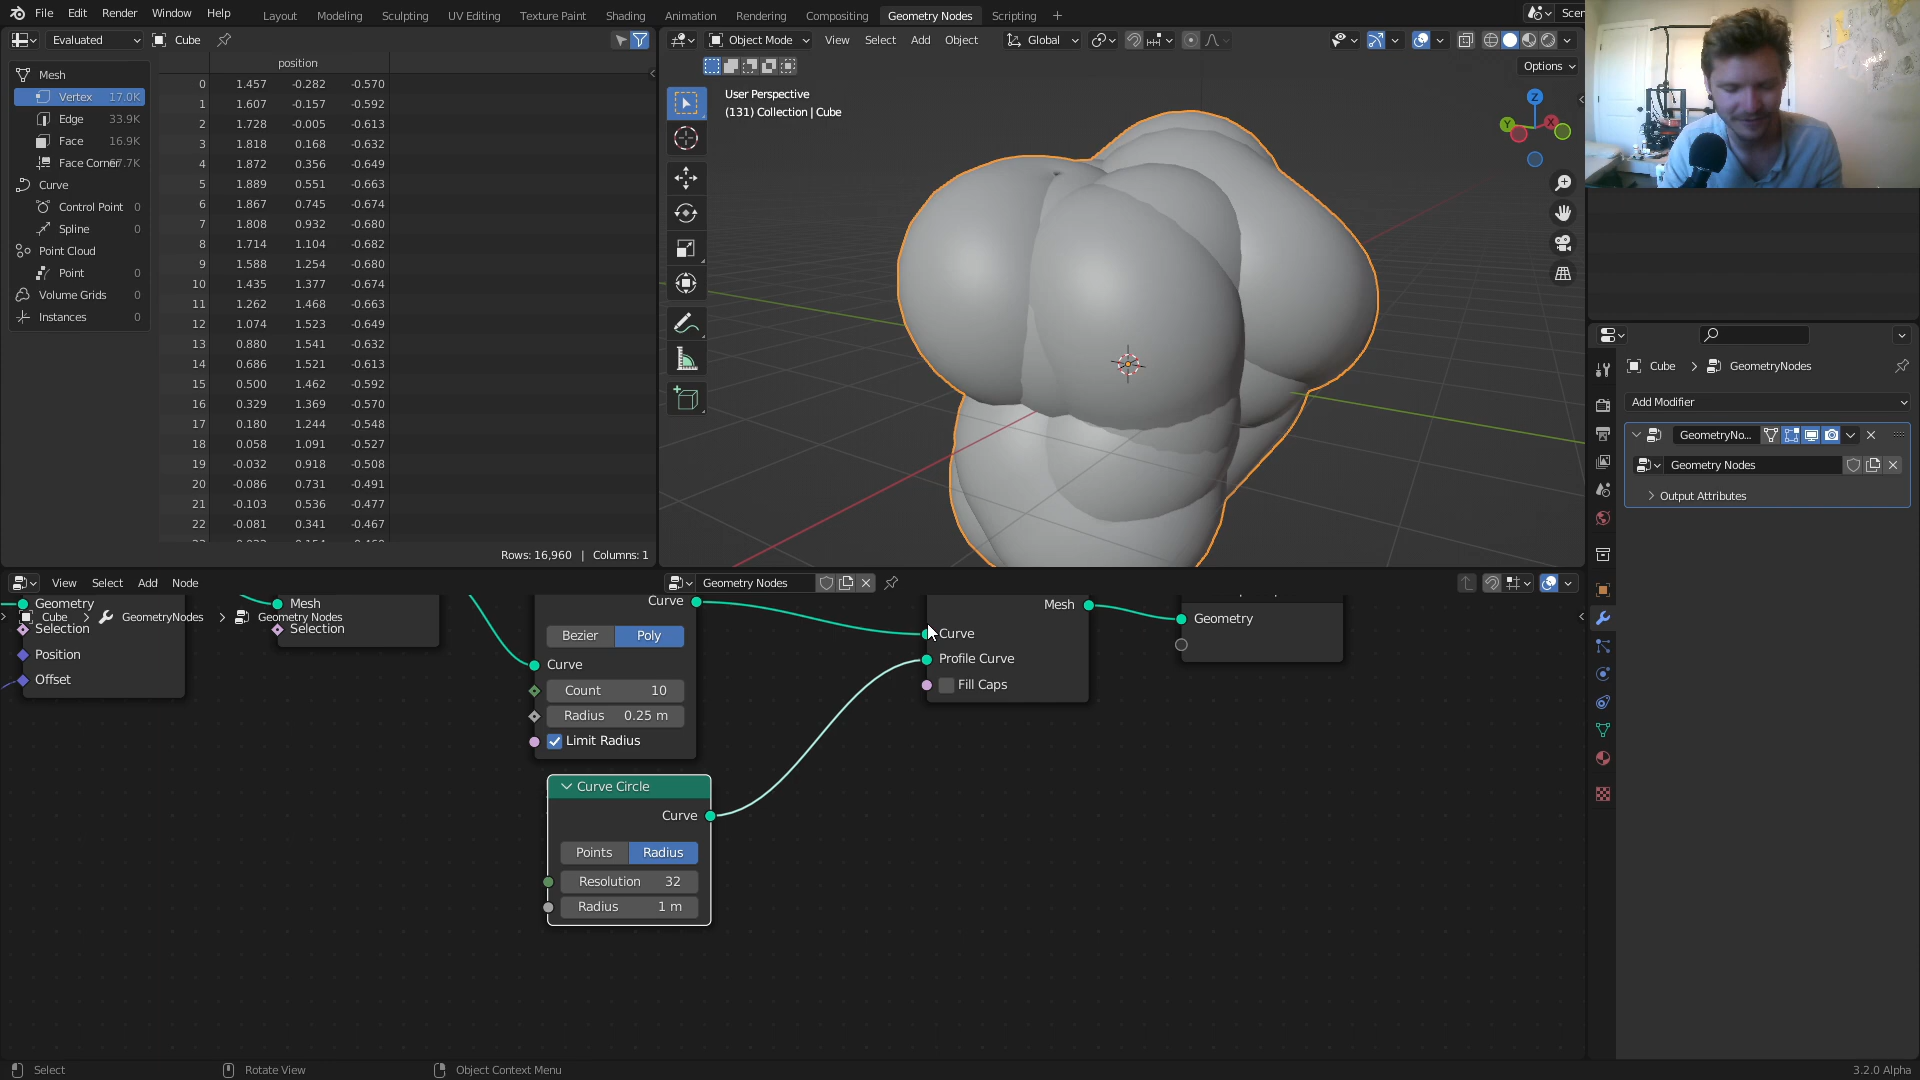 File Edit Render Window Help
Layout Modeling Sculpting UV Editing Texture Paint Shading Animation Rendering Compositing Geometry Nodes Scripting +
Scen
Evaluated Cube
position
Mesh
Vertex 17.0K
Edge 33.9K
Face 16.9K
Face Corner 67.7K
Curve
Control Point 0
Spline 0
Point Cloud
Point 0
Volume Grids 0
Instances 0
0 1.457 -0.282 -0.570
1 1.607 -0.157 -0.592
2 1.728 -0.005 -0.613
3 1.818 0.168 -0.632
4 1.872 0.356 -0.649
5 1.889 0.551 -0.663
6 1.867 0.745 -0.674
7 1.808 0.932 -0.680
8 1.714 1.104 -0.682
9 1.588 1.254 -0.680
10 1.435 1.377 -0.674
11 1.262 1.468 -0.663
12 1.074 1.523 -0.649
13 0.880 1.541 -0.632
14 0.686 1.521 -0.613
15 0.500 1.462 -0.592
16 0.329 1.369 -0.570
17 0.180 1.244 -0.548
18 0.058 1.091 -0.527
19 -0.032 0.918 -0.508
20 -0.086 0.731 -0.491
21 -0.103 0.536 -0.477
22 -0.081 0.341 -0.467
Rows: 16,960 | Columns: 1
Object Mode View Select Add Object Global
Options
User Perspective
(131) Collection | Cube
Z
Y
X
Cube > GeometryNodes
Add Modifier
GeometryNo...
Geometry Nodes
Output Attributes
View Select Add Node
Geometry Nodes
Cube > GeometryNodes > Geometry Nodes
Geometry
Selection
Position
Offset
Mesh
Selection
Curve
Bezier Poly
Curve
Count 10
Radius 0.25 m
Limit Radius
Curve Circle
Curve
Points Radius
Resolution 32
Radius 1 m
Mesh
Curve
Profile Curve
Fill Caps
Geometry
Select Rotate View Object Context Menu
3.2.0 Alpha